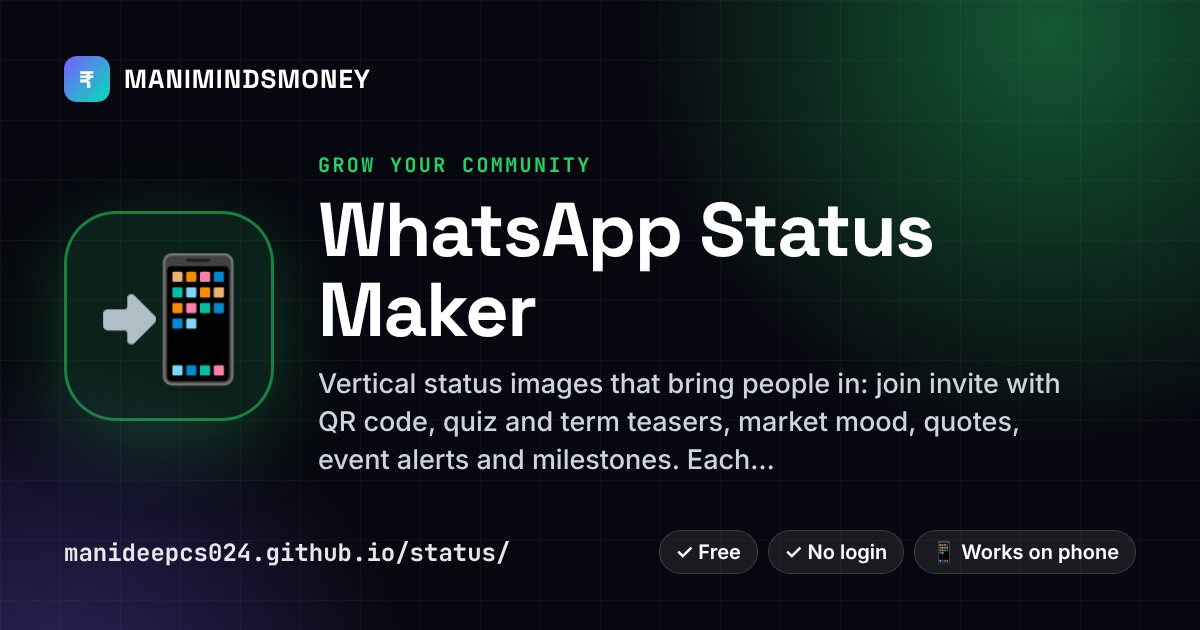 ₹ MANIMINDSMONEY
GROW YOUR COMMUNITY
WhatsApp Status
Maker
Vertical status images that bring people in: join invite with
QR code, quiz and term teasers, market mood, quotes,
event alerts and milestones. Each...
manideepcs024.github.io/status/
✓ Free
✓ No login
📱 Works on phone